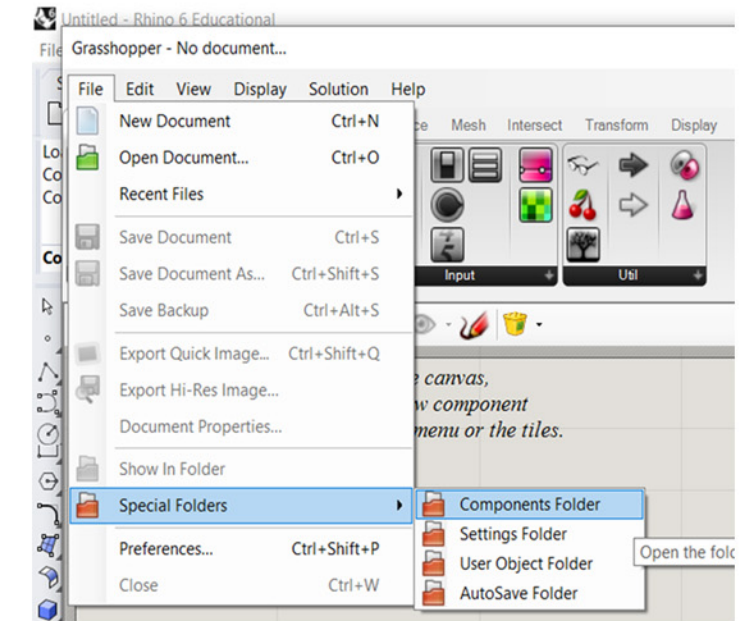 Untitled - Rhino 6 Educational
File
Grasshopper - No document...
File Edit View Display Solution Help
New Document Ctrl+N
Mesh Intersect Transform Display
Open Document... Ctrl+O
Recent Files
Save Document Ctrl+S
Save Document As... Ctrl+Shift+S
Input Util
Save Backup Ctrl+Alt+S
Export Quick Image... Ctrl+Shift+Q
canvas,
Export Hi-Res Image...
component
Document Properties...
menu or the tiles.
Show In Folder
Special Folders
Components Folder
Settings Folder
Preferences... Ctrl+Shift+P
Open the
User Object Folder
Close Ctrl+W
AutoSave Folder